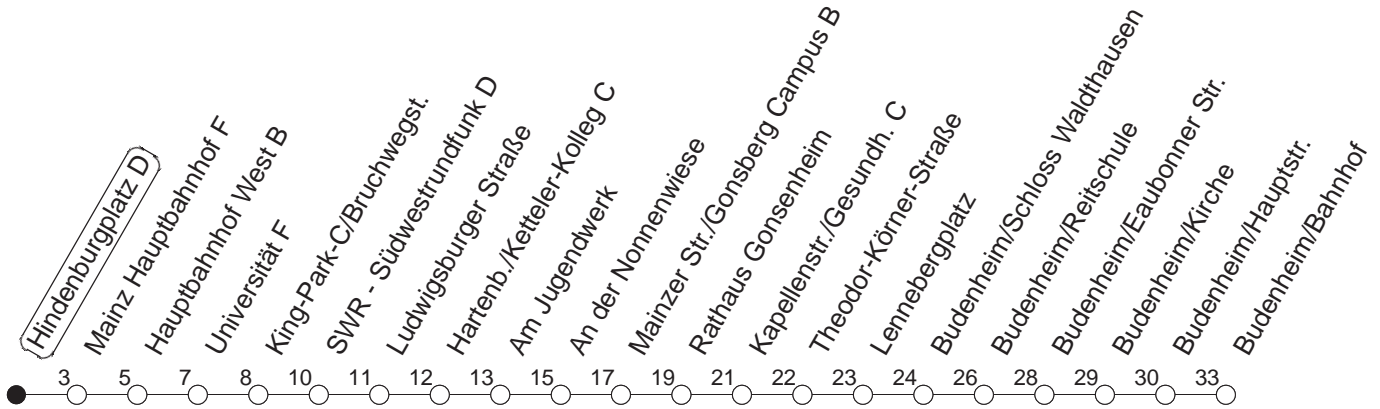 Hindenburgplatz D
Mainz Hauptbahnhof F
Hauptbahnhof West B
Universität F
King-Park-C/Bruchwegst.
SWR - Südwestrundfunk D
Ludwigsburger Straße
Hartenb./Ketteler-Kolleg C
Am Jugendwerk
An der Nonnenwiese
Mainzer Str./Gonsberg Campus B
Rathaus Gonsenheim
Kapellenstr./Gesundh. C
Theodor-Körner-Straße
Lennebergplatz
Budenheim/Schloss Waldthausen
Budenheim/Reitschule
Budenheim/Eaubonner Str.
Budenheim/Kirche
Budenheim/Hauptstr.
Budenheim/Bahnhof
3 5 7 8 10 11 12 13 15 17 19 21 22 23 24 26 28 29 30 33